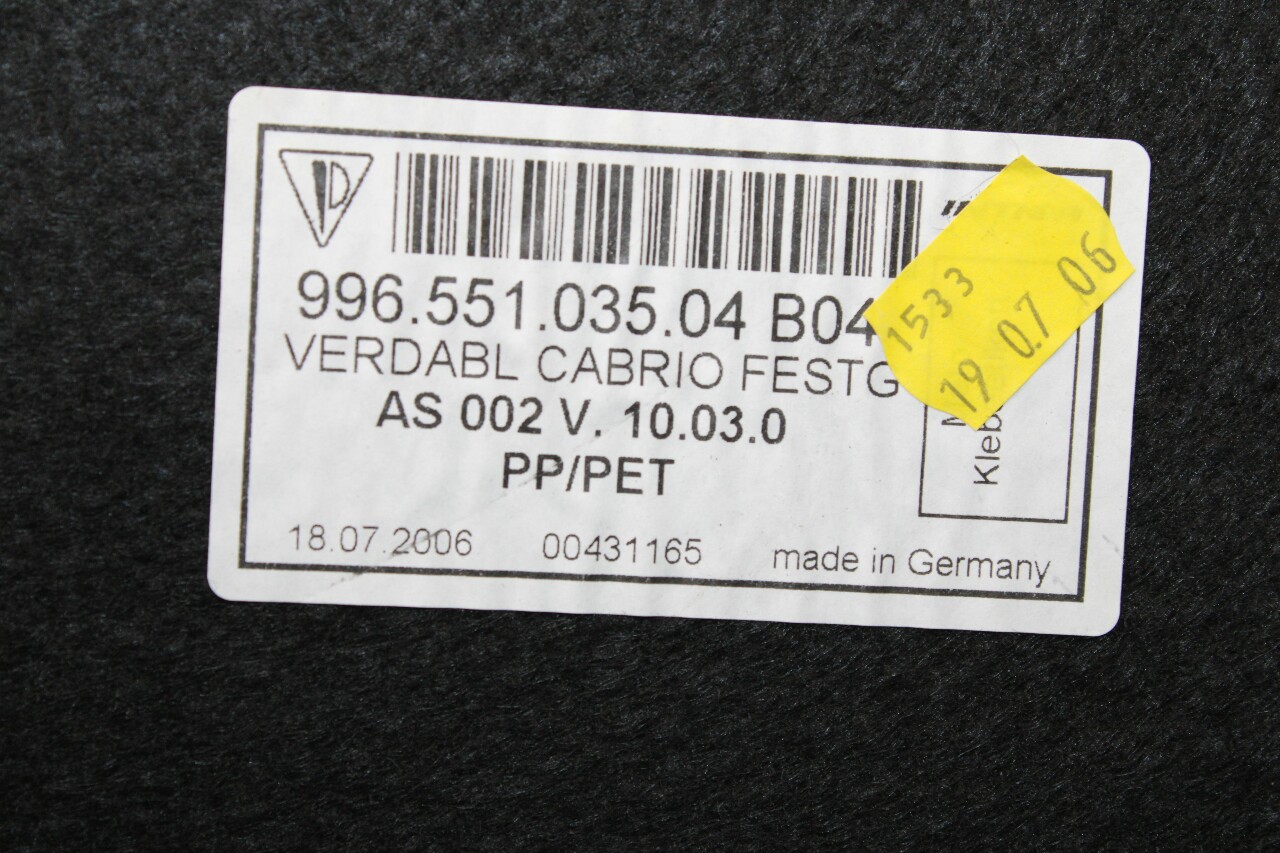 996.551.035.04 B04
VERDABL CABRIO FESTG
AS 002 V. 10.03.0
PP/PET
18.07.2006 00431165 made in Germany
1533
19 07 06